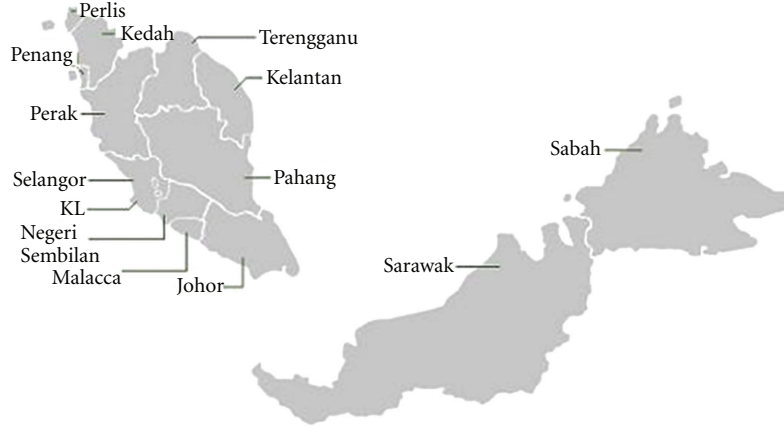 Perlis
Kedah
Terengganu
Penang
Kelantan
Perak
Sabah
Selangor
Pahang
KL
Negeri
Sembilan
Malacca
Johor
Sarawak